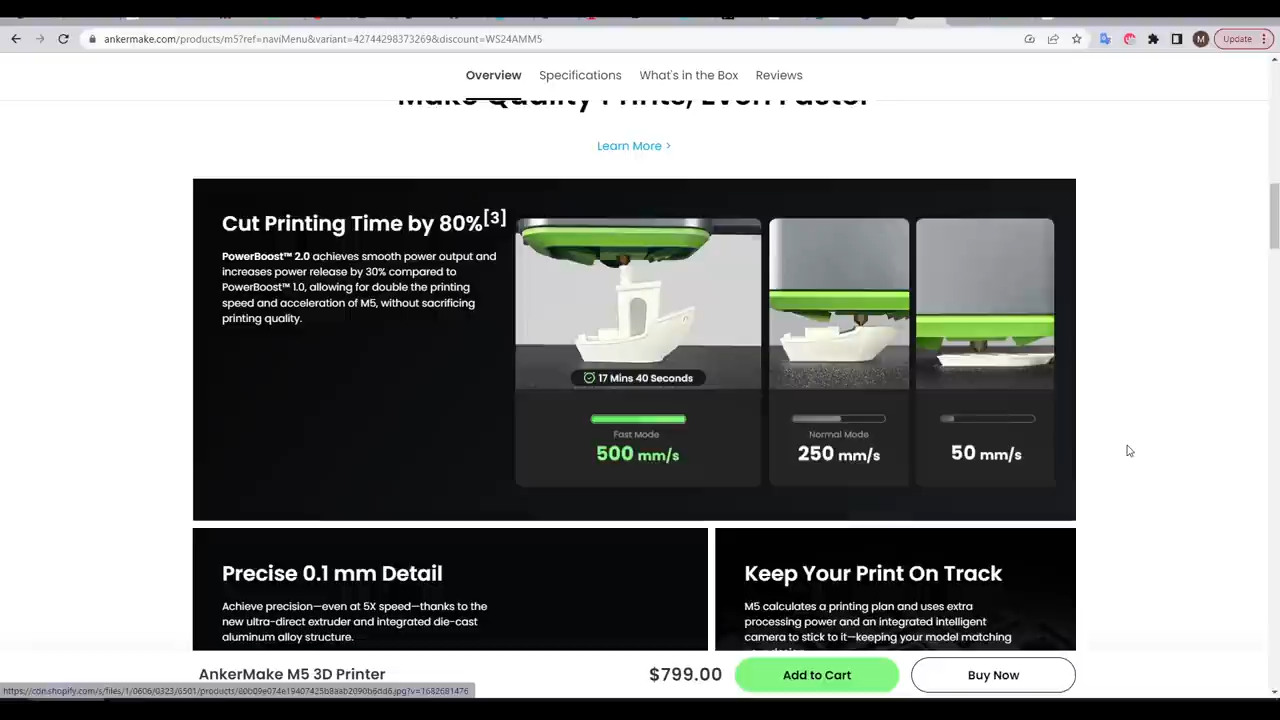 ankermake.com/products/m5?ref=naviMenu&variant=42744298373269&discount=WS24AMM5
M
Update
Overview
Specifications
What's in the Box
Reviews
Make Quality Prints, Even Faster
Learn More >
Cut Printing Time by 80%[3]
PowerBoost™ 2.0 achieves smooth power output and
increases power release by 30% compared to
PowerBoost™ 1.0, allowing for double the printing
speed and acceleration of M5, without sacrificing
printing quality.
17 Mins 40 Seconds
Fast Mode
500 mm/s
Normal Mode
250 mm/s
50 mm/s
Precise 0.1 mm Detail
Achieve precision—even at 5X speed—thanks to the
new ultra-direct extruder and integrated die-cast
aluminum alloy structure.
Keep Your Print On Track
M5 calculates a printing plan and uses extra
processing power and an integrated intelligent
camera to stick to it—keeping your model matching
AnkerMake M5 3D Printer
$799.00
Add to Cart
Buy Now